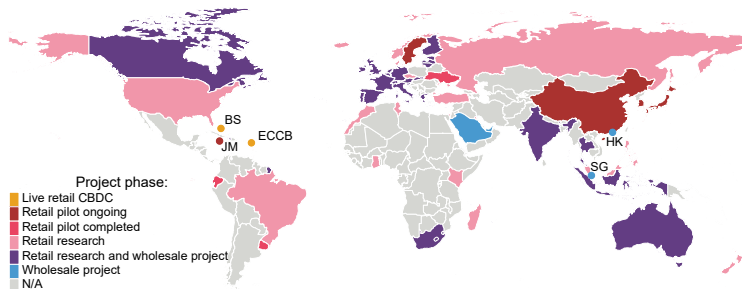 BS
ECCB
JM
HK
SG
Project phase:
Live retail CBDC
Retail pilot ongoing
Retail pilot completed
Retail research
Retail research and wholesale project
Wholesale project
N/A